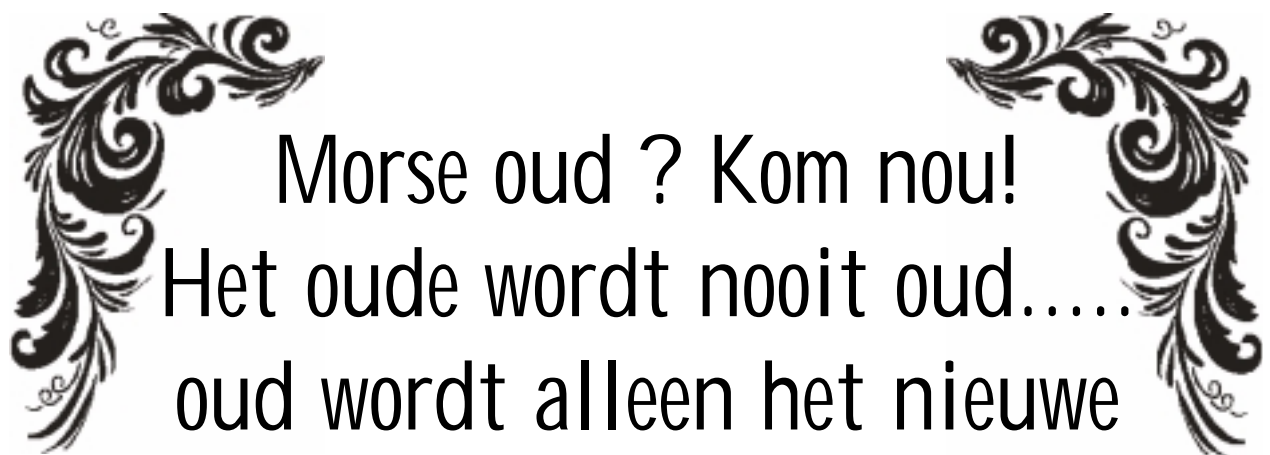 Morse oud ? Kom nou!
Het oude wordt nooit oud.....
oud wordt alleen het nieuwe